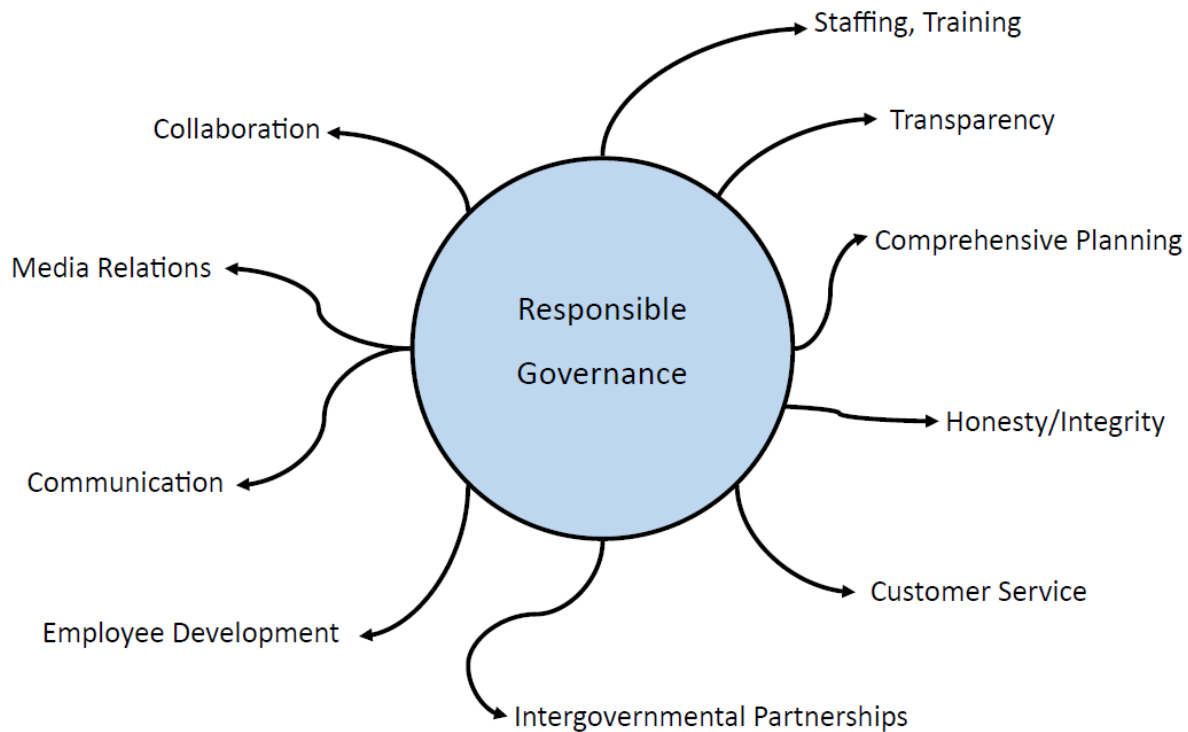 Staffing, Training
Collaboration
Transparency
Comprehensive Planning
Media Relations
Responsible
Governance
Honesty/Integrity
Communication
Customer Service
Employee Development
Intergovernmental Partnerships